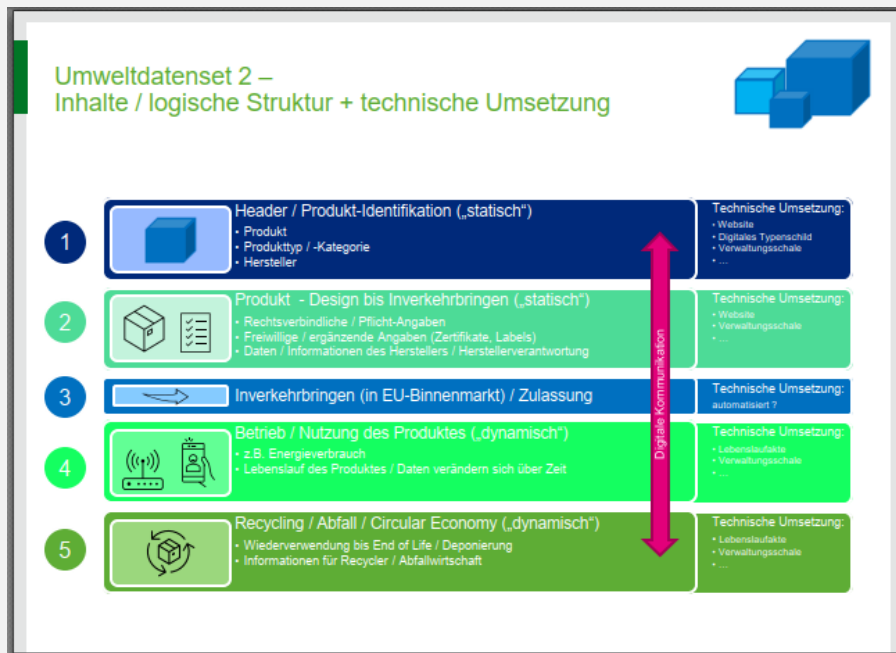 Umweltdatenset 2 –
Inhalte / logische Struktur + technische Umsetzung
1
Header / Produkt-Identifikation („statisch")
• Produkt
• Produkttyp / -Kategorie
• Hersteller
Technische Umsetzung:
• Website
• Digitales Typenschild
• Verwaltungsschale
• ...
2
Produkt - Design bis Inverkehrbringen („statisch")
• Rechtsverbindliche / Pflicht-Angaben
• Freiwillige / ergänzende Angaben (Zertifikate, Labels)
• Daten / Informationen des Herstellers / Herstellerverantwortung
Technische Umsetzung:
• Website
• Verwaltungsschale
• ...
3
Inverkehrbringen (in EU-Binnenmarkt) / Zulassung
Technische Umsetzung:
automatisiert ?
4
Betrieb / Nutzung des Produktes („dynamisch")
• z.B. Energieverbrauch
• Lebenslauf des Produktes / Daten verändern sich über Zeit
Technische Umsetzung:
• Lebenslaufakte
• Verwaltungsschale
• ...
5
Recycling / Abfall / Circular Economy („dynamisch")
• Wiederverwendung bis End of Life / Deponierung
• Informationen für Recycler / Abfallwirtschaft
Technische Umsetzung:
• Lebenslaufakte
• Verwaltungsschale
• ...
Digitale Kommunikation